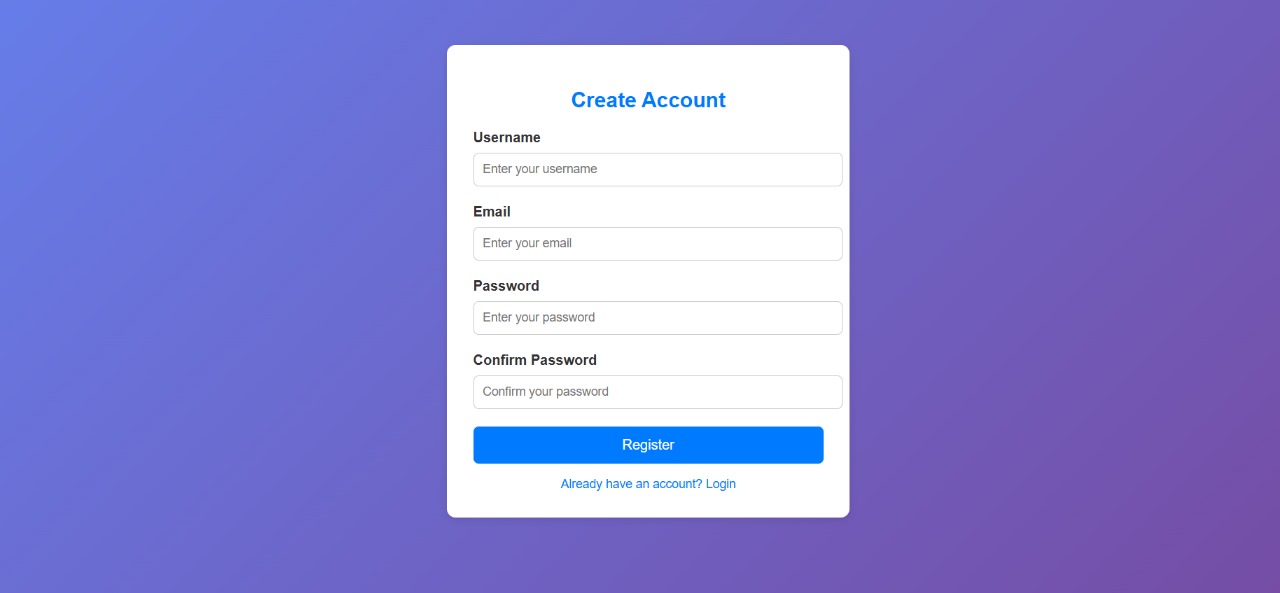 Create Account
Username
Enter your username
Email
Enter your email
Password
Enter your password
Confirm Password
Confirm your password
Register
Already have an account? Login